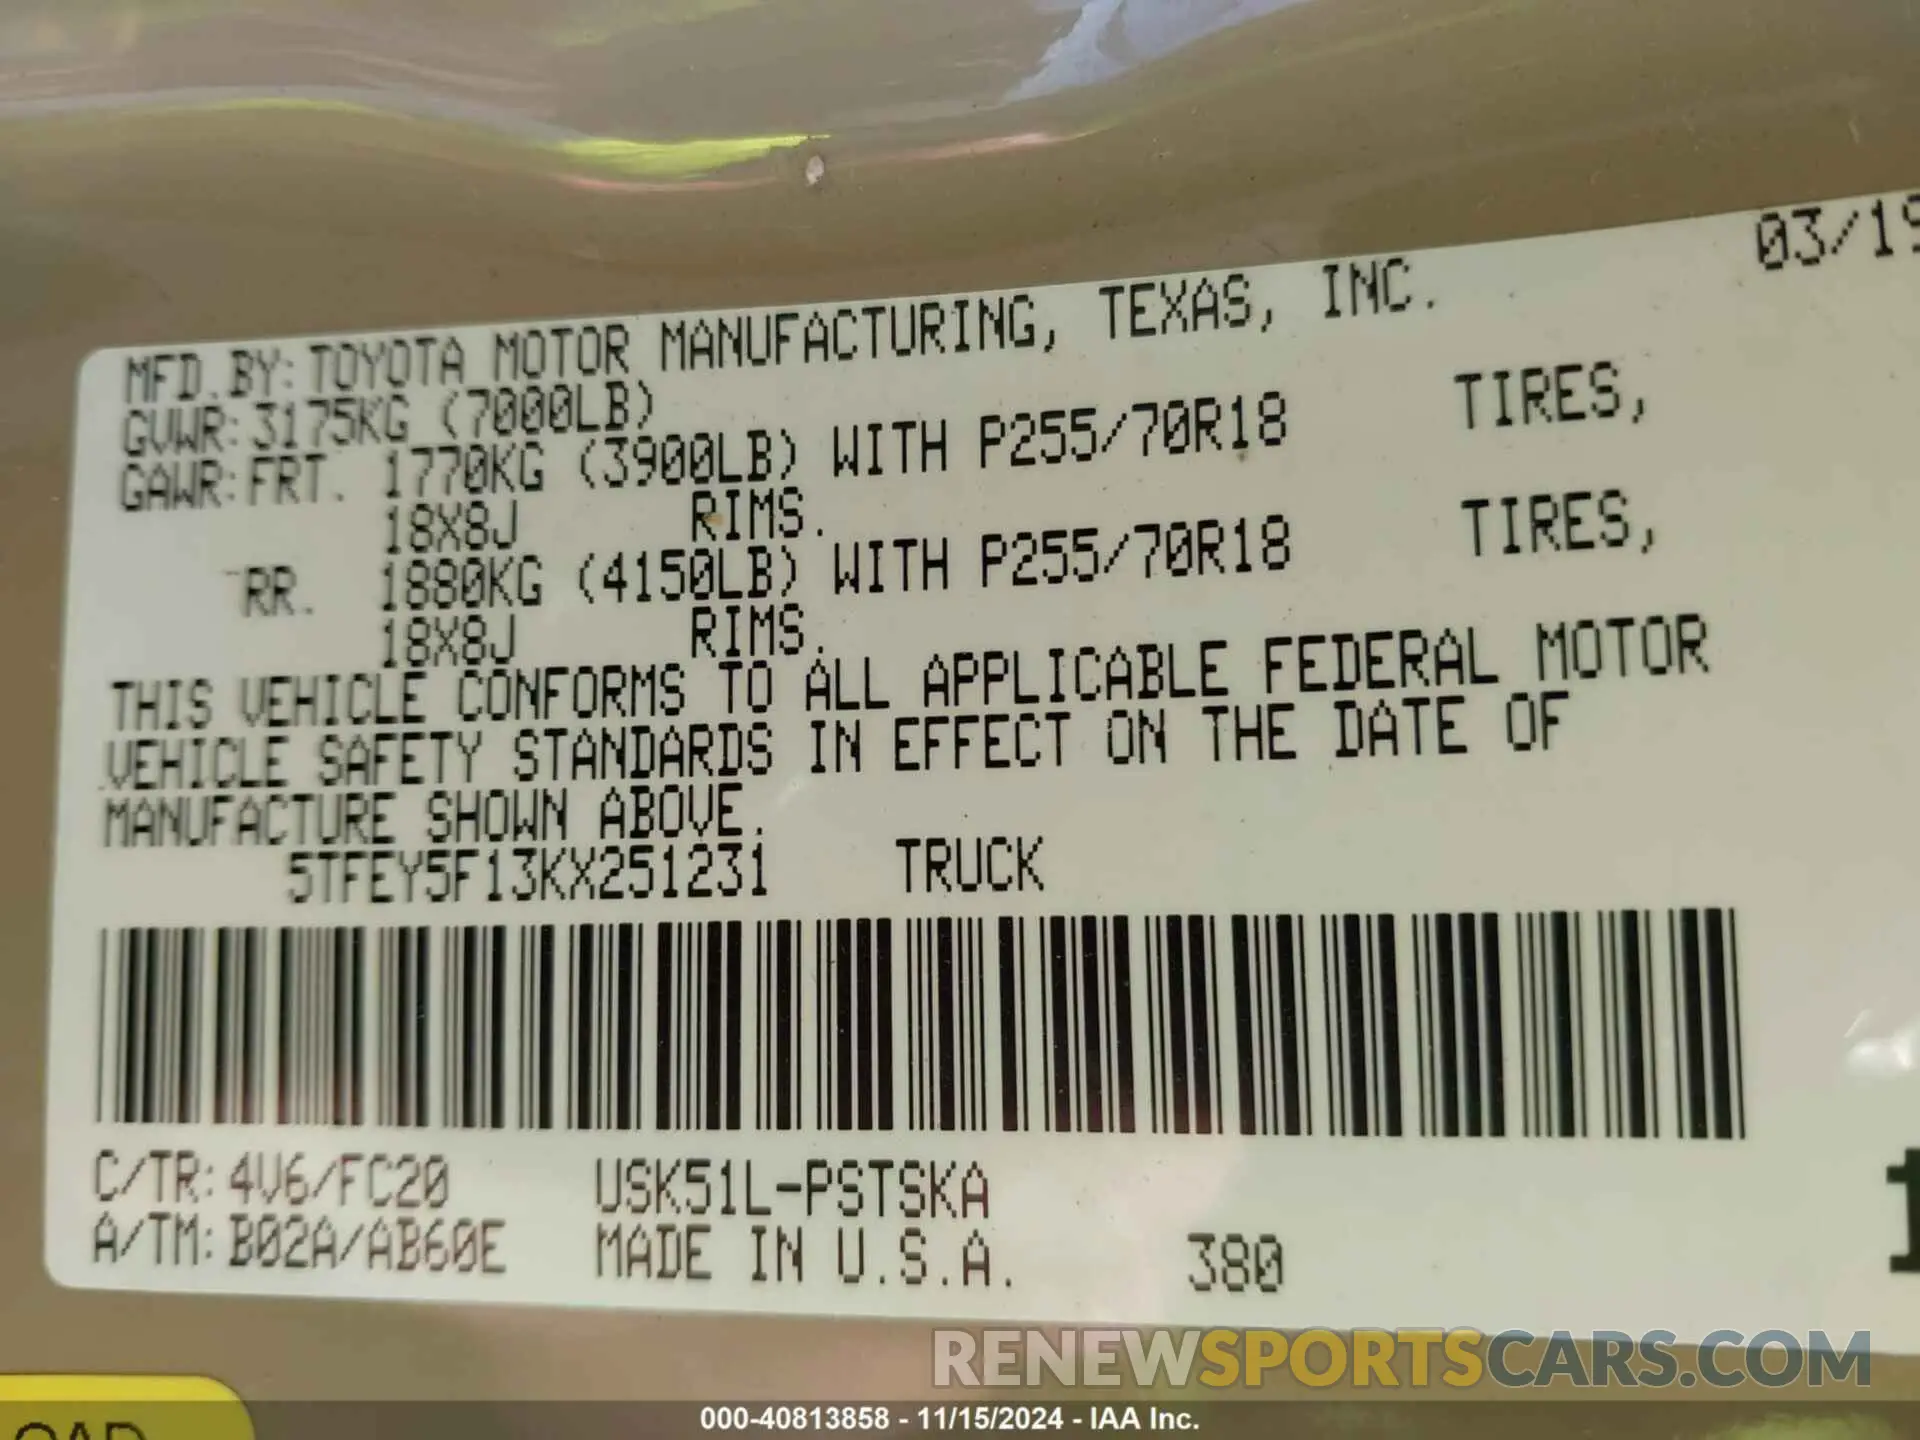 03/19
MFD.BY: TOYOTA MOTOR MANUFACTURING, TEXAS, INC.
GVWR: 3175KG (7000LB)
GAWR: FRT. 1770KG (3900LB) WITH P255/70R18 TIRES,
18X8J RIMS.
RR. 1880KG (4150LB) WITH P255/70R18 TIRES,
18X8J RIMS.
THIS VEHICLE CONFORMS TO ALL APPLICABLE FEDERAL MOTOR
VEHICLE SAFETY STANDARDS IN EFFECT ON THE DATE OF
MANUFACTURE SHOWN ABOVE.
5TFEY5F13KX251231 TRUCK
C/TR: 4V6/FC20 USK51L-PSTSKA
A/TM: B02A/AB60E MADE IN U.S.A. 380
RENEWSPORTSCARS.COM
000-40813858 - 11/15/2024 - IAA Inc.